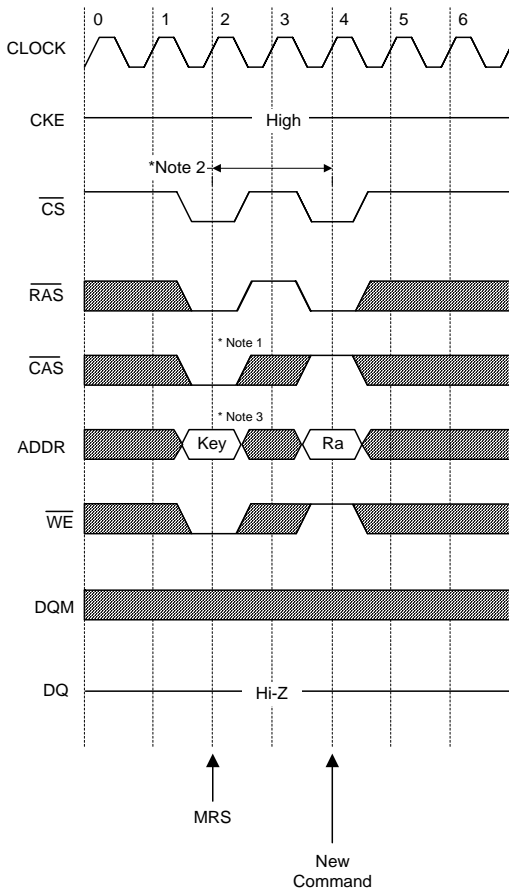 0 1 2 3 4 5 6
CLOCK
CKE High
*Note 2
CS
RAS
* Note 1
CAS
* Note 3
ADDR Key Ra
WE
DQM
DQ Hi-Z
MRS
New
Command